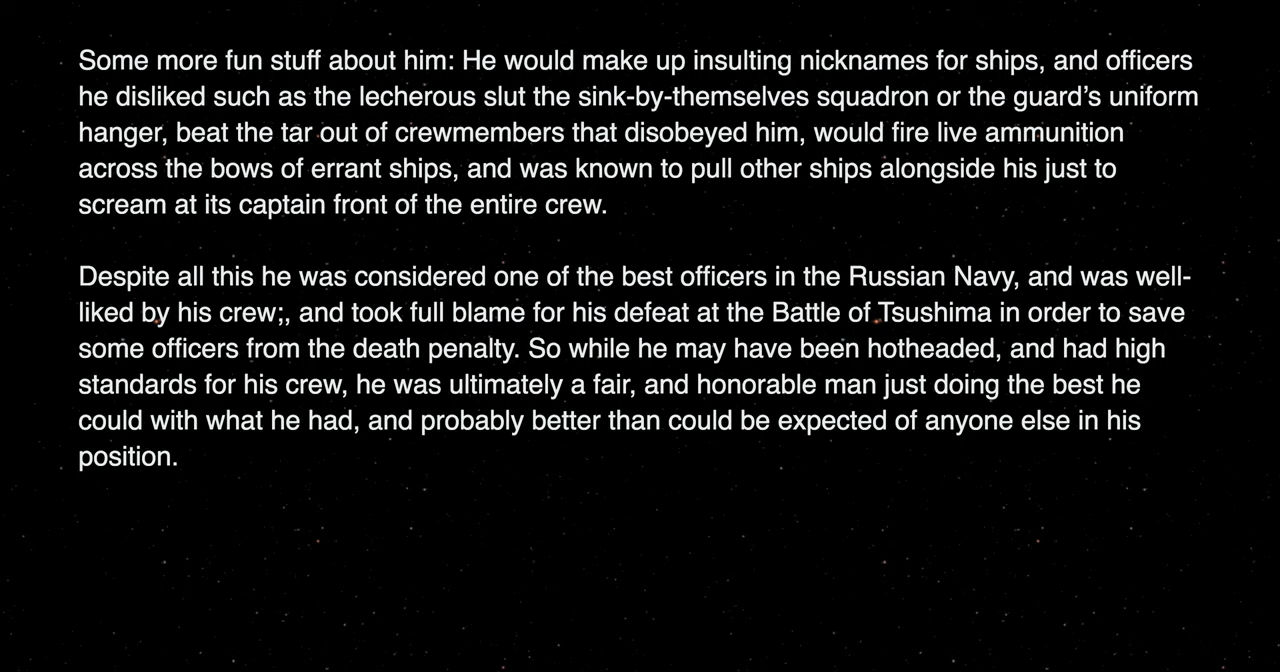 Some more fun stuff about him: He would make up insulting nicknames for ships, and officers
he disliked such as the lecherous slut the sink-by-themselves squadron or the guard’s uniform
hanger, beat the tar out of crewmembers that disobeyed him, would fire live ammunition
across the bows of errant ships, and was known to pull other ships alongside his just to
scream at its captain front of the entire crew.
Despite all this he was considered one of the best officers in the Russian Navy, and was well-
liked by his crew;, and took full blame for his defeat at the Battle of Tsushima in order to save
some officers from the death penalty. So while he may have been hotheaded, and had high
standards for his crew, he was ultimately a fair, and honorable man just doing the best he
could with what he had, and probably better than could be expected of anyone else in his
position.